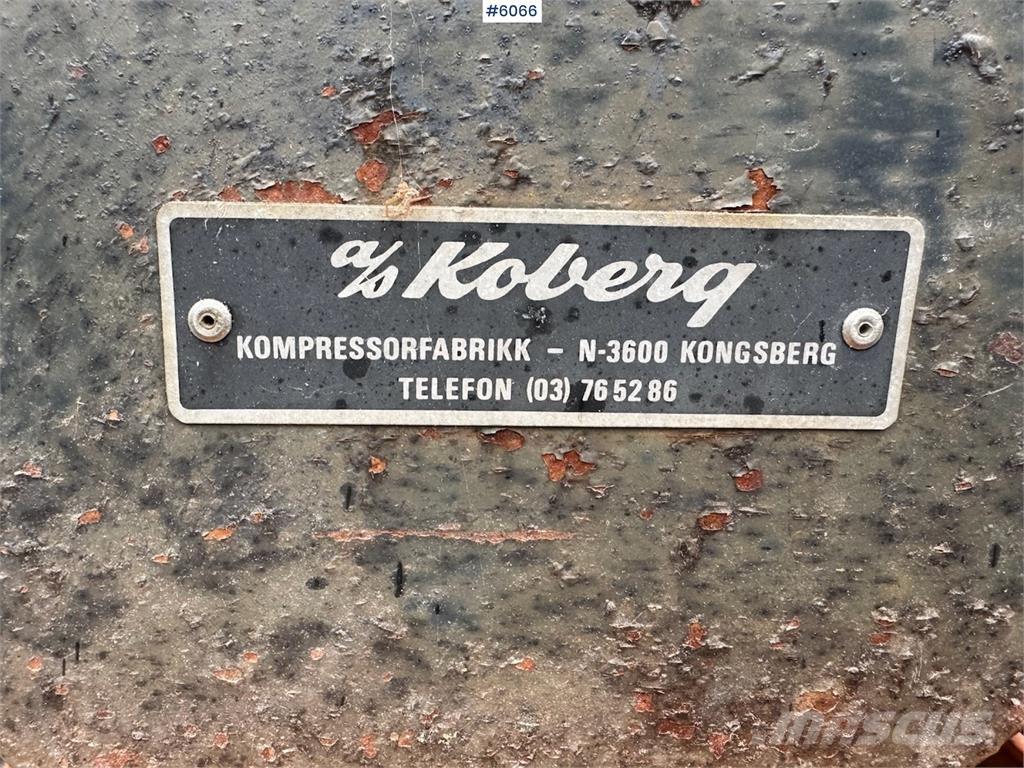 #6066
a/s Koberg
KOMPRESSORFABRIKK – N-3600 KONGSBERG
TELEFON (03) 76 52 86
MASCUS